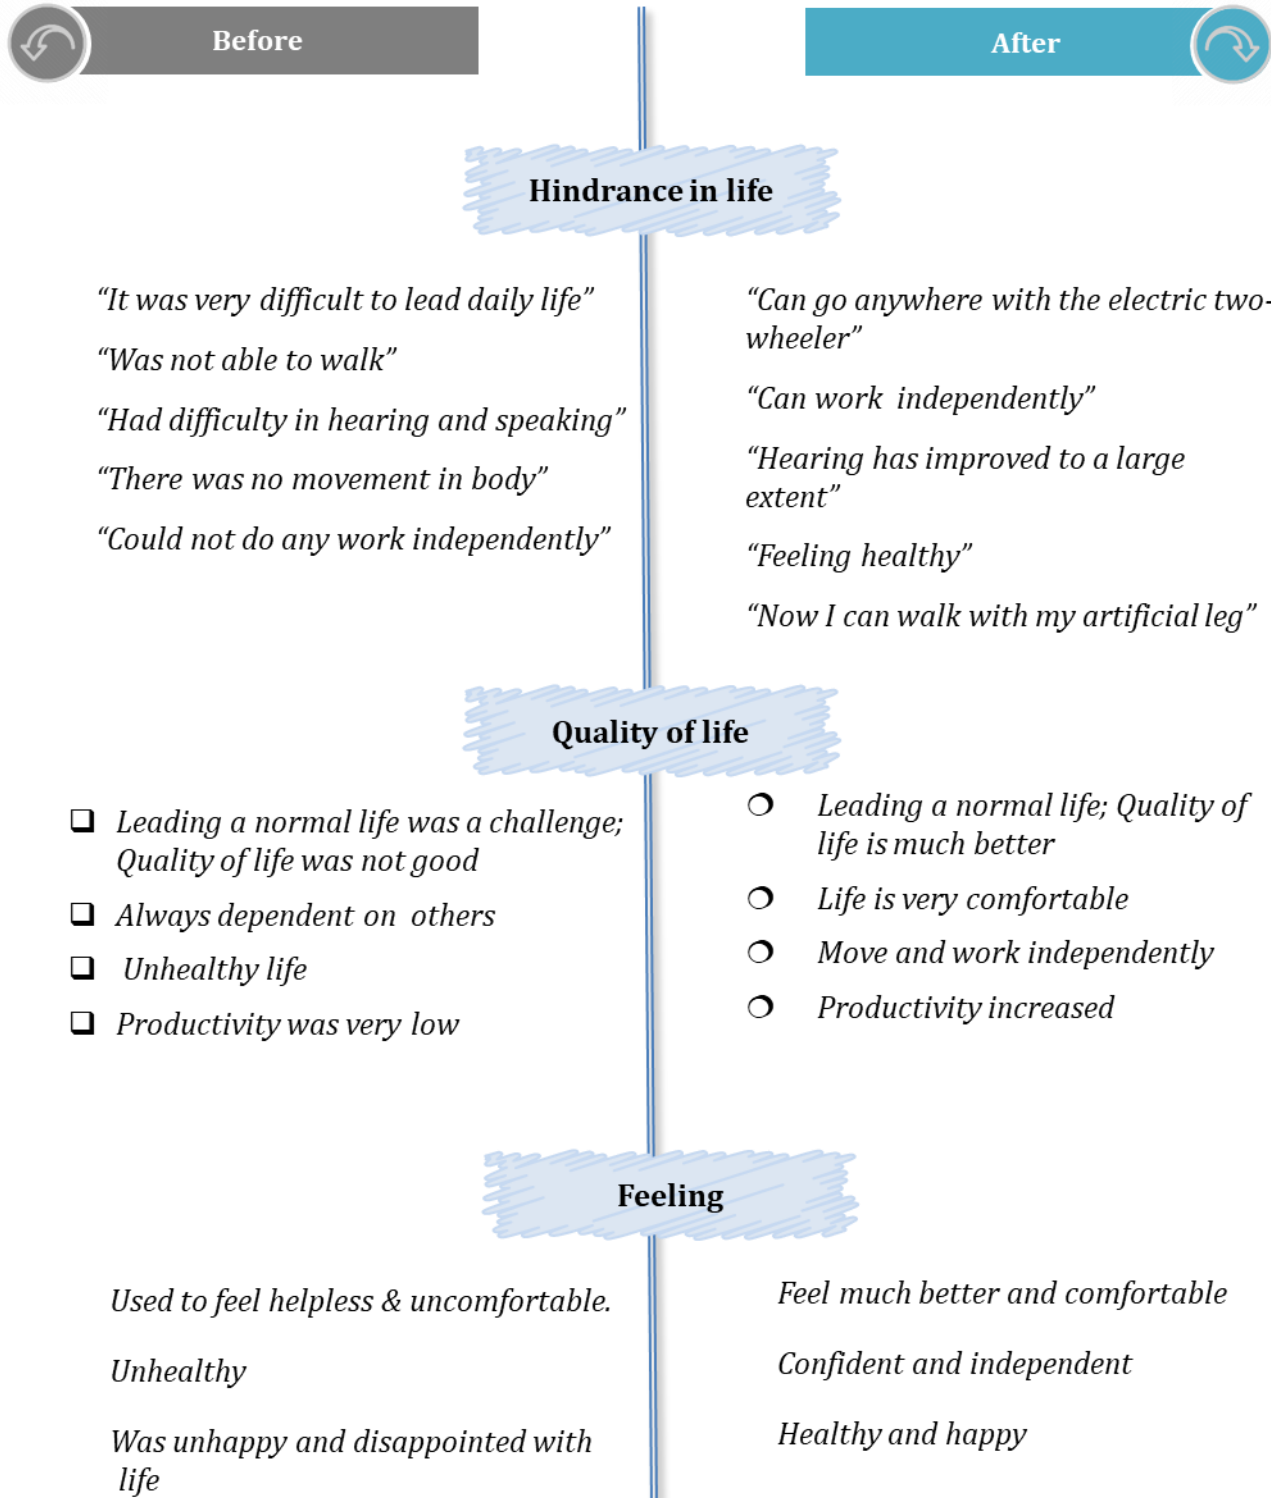 Before
After
Hindrance in life
“It was very difficult to lead daily life”
“Was not able to walk”
“Had difficulty in hearing and speaking”
“There was no movement in body”
“Could not do any work independently”
“Can go anywhere with the electric two-
wheeler”
“Can work independently”
“Hearing has improved to a large
extent”
“Feeling healthy”
“Now I can walk with my artificial leg”
Quality of life
❑ Leading a normal life was a challenge;
Quality of life was not good
❑ Always dependent on others
❑ Unhealthy life
❑ Productivity was very low
❍ Leading a normal life; Quality of
life is much better
❍ Life is very comfortable
❍ Move and work independently
❍ Productivity increased
Feeling
Used to feel helpless & uncomfortable.
Unhealthy
Was unhappy and disappointed with
life
Feel much better and comfortable
Confident and independent
Healthy and happy